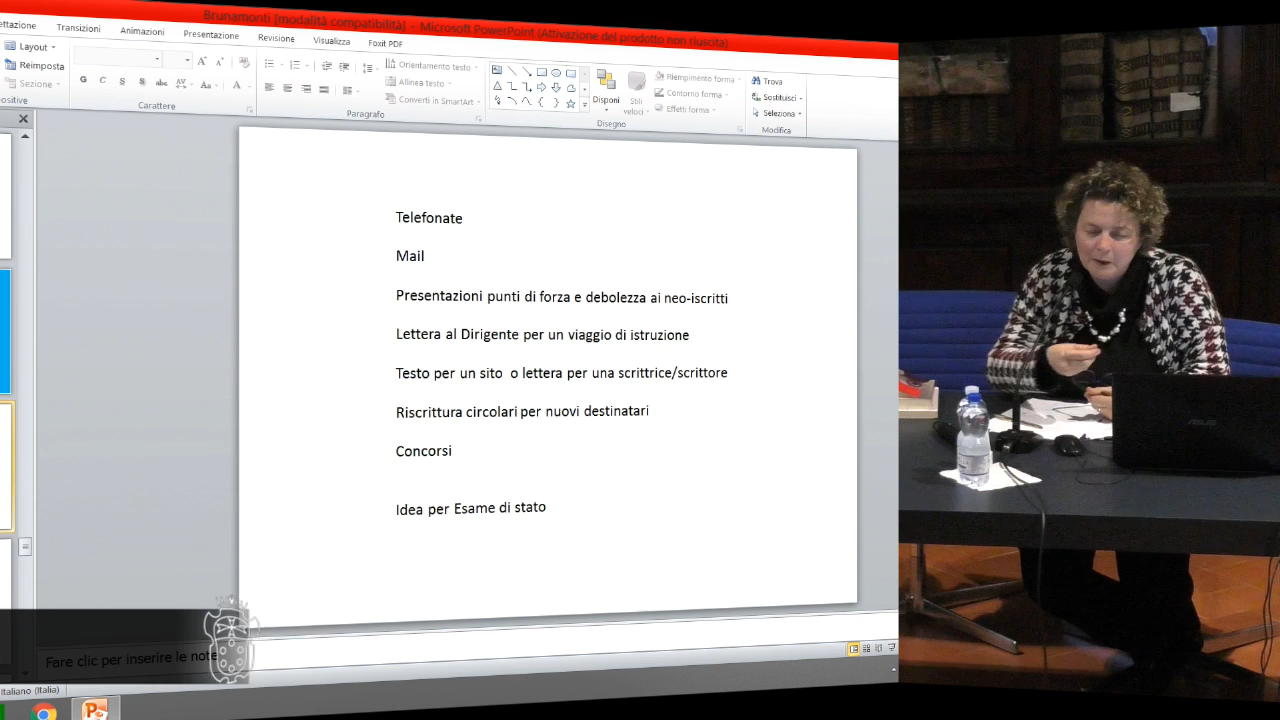 Brunamonti [modalità compatibilità] - Microsoft PowerPoint (Attivazione del prodotto non riuscita)
Transizioni Animazioni Presentazione Revisione Visualizza Foxit PDF
Layout
Reimposta
Sezione
Carattere
Orientamento testo
Allinea testo
Converti in SmartArt
Paragrafo
Disponi
Stili
veloci
Riempimento forma
Contorno forma
Effetti forma
Disegno
Trova
Sostituisci
Seleziona
Modifica
Telefonate
Mail
Presentazioni punti di forza e debolezza ai neo-iscritti
Lettera al Dirigente per un viaggio di istruzione
Testo per un sito o lettera per una scrittrice/scrittore
Riscrittura circolari per nuovi destinatari
Concorsi
Idea per Esame di stato
Fare clic per inserire le note
Italiano (Italia)
ASUS